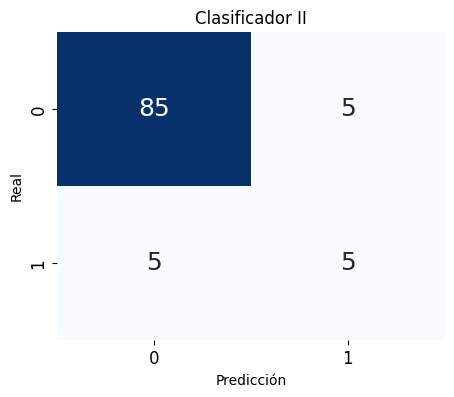 Clasificador II
0 85 5
Real
1 5 5
0 1
Predicción